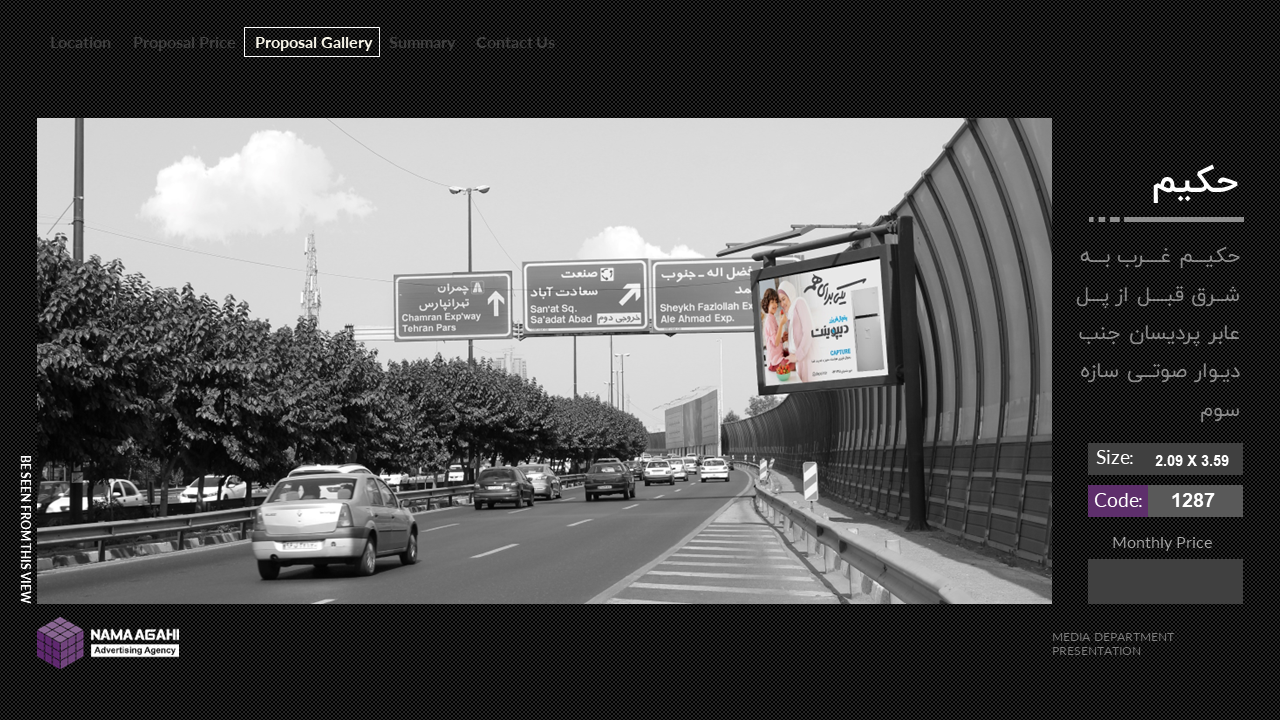 Location
Proposal Price
Proposal Gallery
Summary
Contact Us
حکیم
حکیم غرب به
شرق قبل از پل
عابر پردیسان جنب
دیوار صوتی سازه
سوم
Size: 2.09 X 3.59
Code: 1287
Monthly Price
BE SEEN FROM THIS VIEW
چمران
تهرانپارس
Chamran Exp'way
Tehran Pars
صنعت
سعادت آباد
San'at Sq.
Sa'adat Abad
خروجی دوم
فضل اله - جنوب
Sheykh Fazlollah
Ale Ahmad Exp.
یکی برای همه
دیپوینت
CAPTURE
NAMA AGAHI
Advertising Agency
MEDIA DEPARTMENT
PRESENTATION